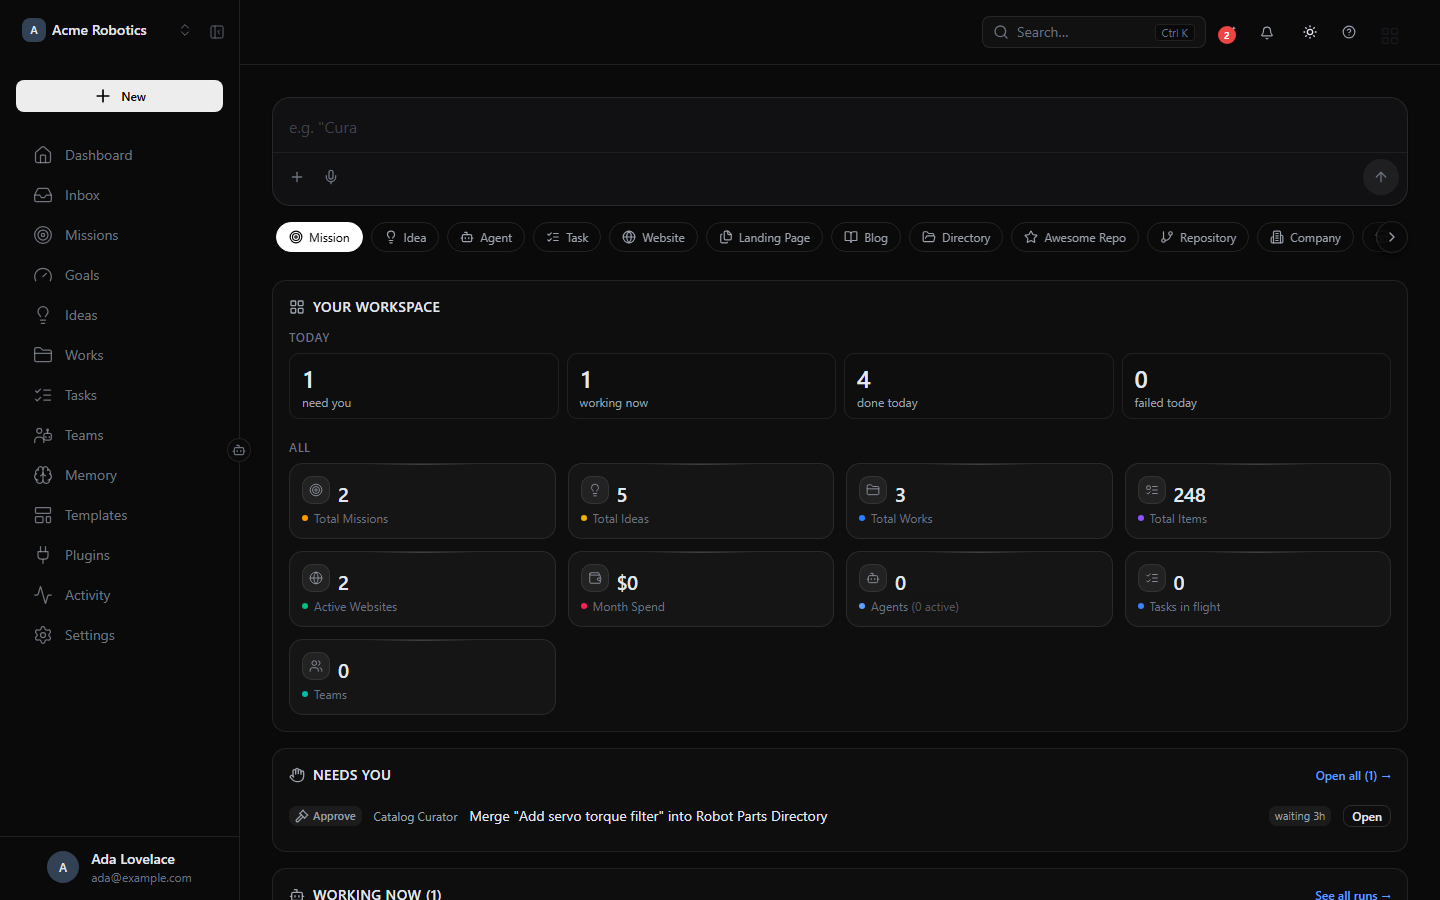 A Acme Robotics
New
Dashboard
Inbox
Missions
Goals
Ideas
Works
Tasks
Teams
Memory
Templates
Plugins
Activity
Settings
A
Ada Lovelace
ada@example.com
Search... Ctrl K
2
e.g. "Cura
Mission Idea Agent Task Website Landing Page Blog Directory Awesome Repo Repository Company
YOUR WORKSPACE
TODAY
1
need you
1
working now
4
done today
0
failed today
ALL
2
Total Missions
5
Total Ideas
3
Total Works
248
Total Items
2
Active Websites
$0
Month Spend
0
Agents (0 active)
0
Tasks in flight
0
Teams
NEEDS YOU
Open all (1) →
Approve Catalog Curator Merge "Add servo torque filter" into Robot Parts Directory waiting 3h Open
WORKING NOW (1)
See all runs →